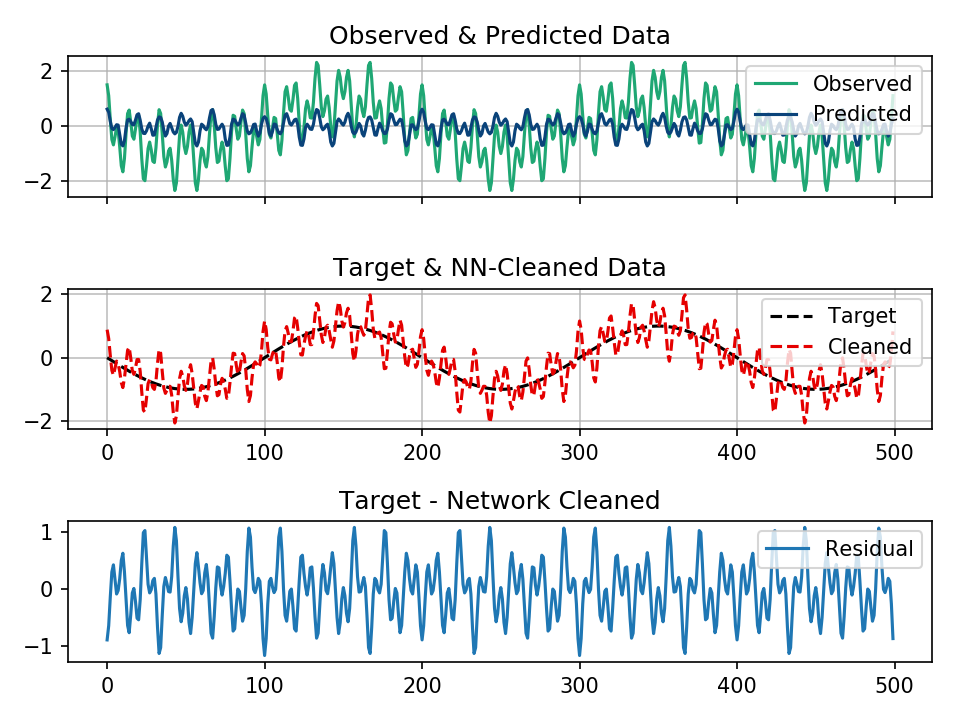 Observed & Predicted Data
2
0
−2
Observed
Predicted
Target & NN-Cleaned Data
2
0
−2
Target
Cleaned
0 100 200 300 400 500
Target - Network Cleaned
1
0
−1
Residual
0 100 200 300 400 500